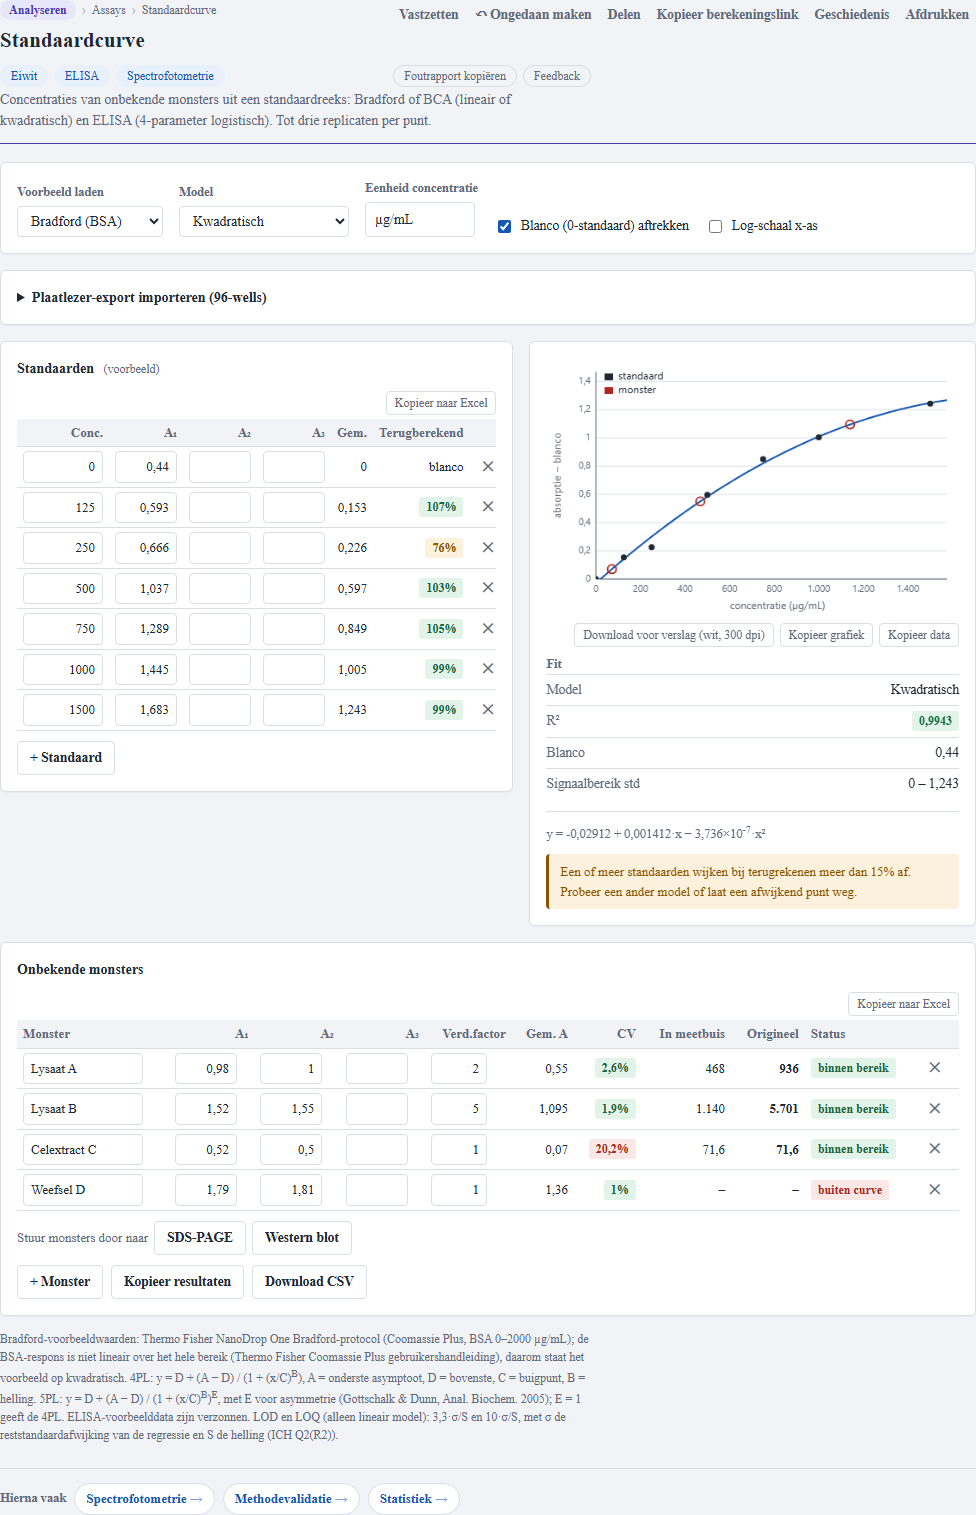 Analyseren › Assays › Standaardcurve
Vastzetten ↶ Ongedaan maken Delen Kopieer berekeningslink Geschiedenis Afdrukken
Standaardcurve
Eiwit ELISA Spectrofotometrie
Foutrapport kopiëren Feedback
Concentraties van onbekende monsters uit een standaardreeks: Bradford of BCA (lineair of
kwadratisch) en ELISA (4-parameter logistisch). Tot drie replicaten per punt.
Voorbeeld laden Model Eenheid concentratie
Bradford (BSA) Kwadratisch µg/mL Blanco (0-standaard) aftrekken Log-schaal x-as
▶ Plaatlezer-export importeren (96-wells)
Standaarden (voorbeeld)
Kopieer naar Excel
Conc. A₁ A₂ A₃ Gem. Terugberekend
0 0,44 0 blanco ✕
125 0,593 0,153 107% ✕
250 0,666 0,226 76% ✕
500 1,037 0,597 103% ✕
750 1,289 0,849 105% ✕
1000 1,445 1,005 99% ✕
1500 1,683 1,243 99% ✕
+ Standaard
standaard
monster
absorptie − blanco
1,4
1,2
1
0,8
0,6
0,4
0,2
0
0 200 400 600 800 1.000 1.200 1.400
concentratie (µg/mL)
Download voor verslag (wit, 300 dpi) Kopieer grafiek Kopieer data
Fit
Model Kwadratisch
R² 0,9943
Blanco 0,44
Signaalbereik std 0 – 1,243
y = -0,02912 + 0,001412·x − 3,736×10⁻⁷·x²
Een of meer standaarden wijken bij terugrekenen meer dan 15% af.
Probeer een ander model of laat een afwijkend punt weg.
Onbekende monsters
Kopieer naar Excel
Monster A₁ A₂ A₃ Verd.factor Gem. A CV In meetbuis Origineel Status
Lysaat A 0,98 1 2 0,55 2,6% 468 936 binnen bereik ✕
Lysaat B 1,52 1,55 5 1,095 1,9% 1.140 5.701 binnen bereik ✕
Celextract C 0,52 0,5 1 0,07 20,2% 71,6 71,6 binnen bereik ✕
Weefsel D 1,79 1,81 1 1,36 1% – – buiten curve ✕
Stuur monsters door naar SDS-PAGE Western blot
+ Monster Kopieer resultaten Download CSV
Bradford-voorbeeldwaarden: Thermo Fisher NanoDrop One Bradford-protocol (Coomassie Plus, BSA 0–2000 µg/mL); de
BSA-respons is niet lineair over het hele bereik (Thermo Fisher Coomassie Plus gebruikershandleiding), daarom staat het
voorbeeld op kwadratisch. 4PL: y = D + (A − D) / (1 + (x/C)ᴮ), A = onderste asymptoot, D = bovenste, C = buigpunt, B =
helling. 5PL: y = D + (A − D) / (1 + (x/C)ᴮ)ᴱ, met E voor asymmetrie (Gottschalk & Dunn, Anal. Biochem. 2005); E = 1
geeft de 4PL. ELISA-voorbeelddata zijn verzonnen. LOD en LOQ (alleen lineair model): 3,3·σ/S en 10·σ/S, met σ de
reststandaardafwijking van de regressie en S de helling (ICH Q2(R2)).
Hierna vaak Spectrofotometrie → Methodevalidatie → Statistiek →